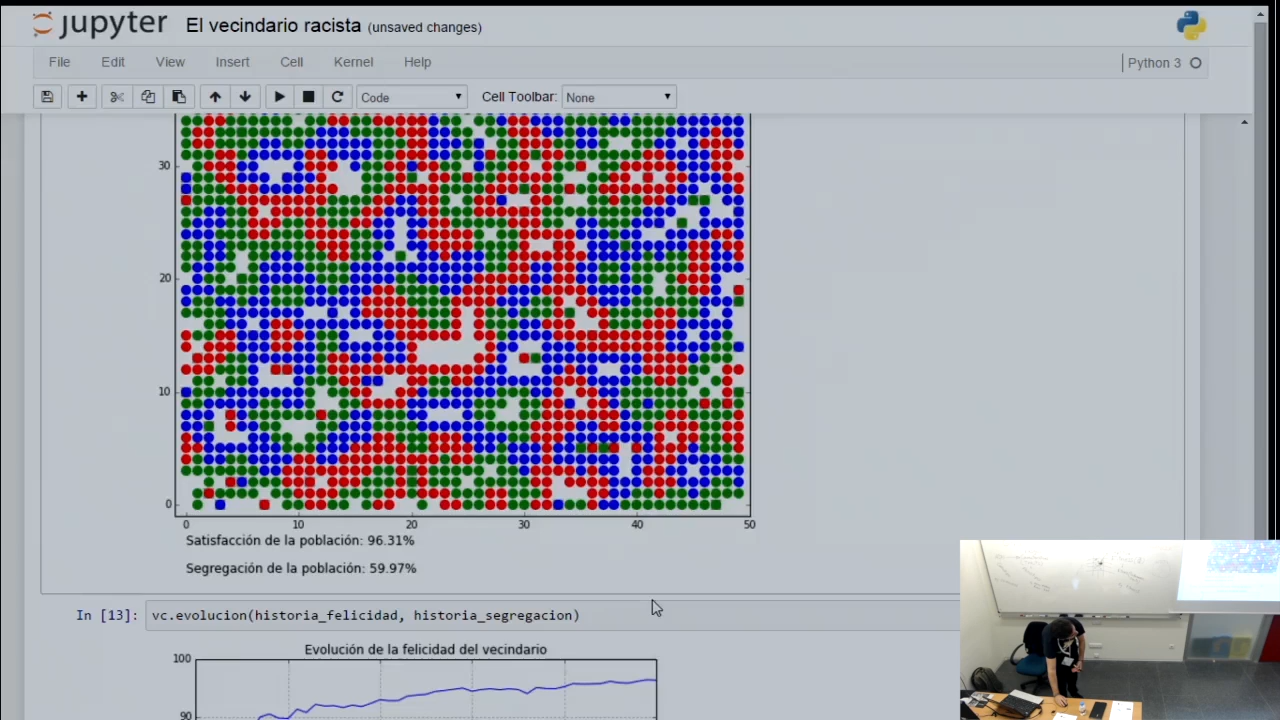 jupyter El vecindario racista (unsaved changes)
File Edit View Insert Cell Kernel Help Python 3
Code Cell Toolbar: None
30
20
10
0
0 10 20 30 40 50
Satisfacción de la población: 96.31%
Segregación de la población: 59.97%
In [13]: vc.evolucion(historia_felicidad, historia_segregacion)
Evolución de la felicidad del vecindario
100
90